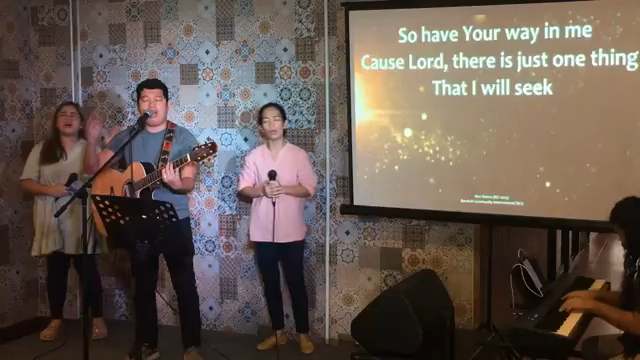 So have Your way in me
Cause Lord, there is just one thing
That I will seek